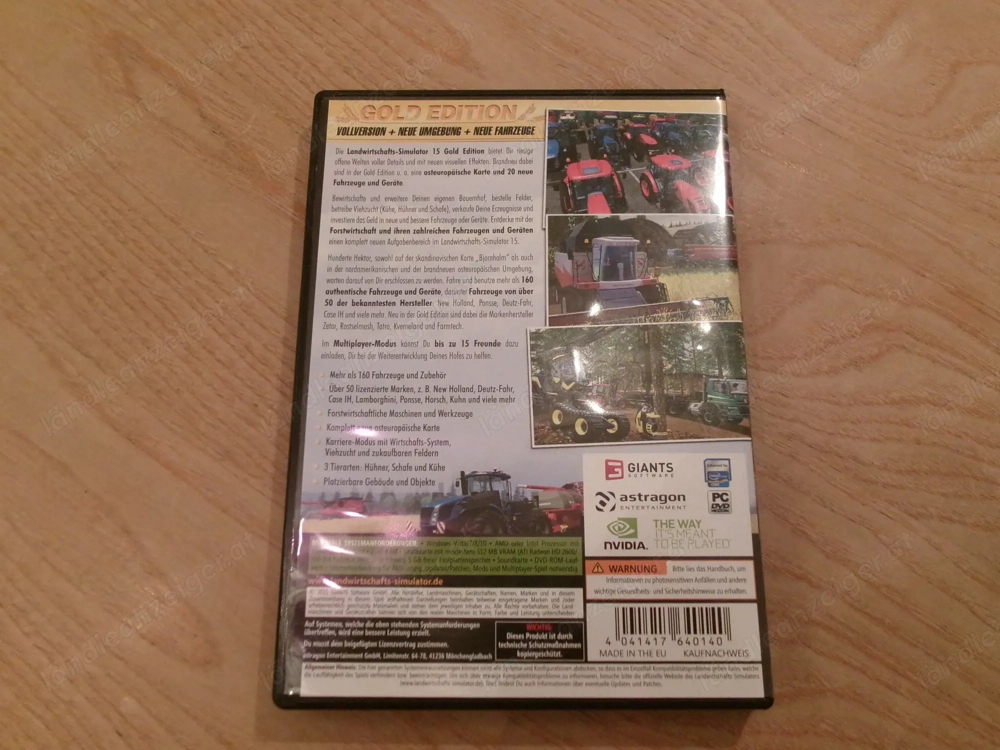 GOLD EDITION
VOLLVERSION + NEUE UMGEBUNG + NEUE FAHRZEUGE
Die Landwirtschafts-Simulator 15 Gold Edition bietet Dir riesige
offene Welten voller Details und mit neuen visuellen Effekten. Brandneu dabei
sind in der Gold Edition u. a. eine osteuropäische Karte und 20 neue
Fahrzeuge und Geräte.
Bewirtschafte und erweitere Deinen eigenen Bauernhof, bestelle Felder,
betreibe Viehzucht (Kühe, Hühner und Schafe), verkaufe Deine Erzeugnisse und
investiere das Geld in neue und bessere Fahrzeuge oder Geräte. Entdecke mit der
Forstwirtschaft und ihren zahlreichen Fahrzeugen und Geräten
einen komplett neuen Aufgabenbereich im Landwirtschafts-Simulator 15.
Hunderte Hektar, sowohl auf der skandinavischen Karte „Bjornholm" als auch
in der nordamerikanischen und der brandneuen osteuropäischen Umgebung,
warten darauf von Dir erschlossen zu werden. Fahre und benutze mehr als 160
authentische Fahrzeuge und Geräte, darunter Fahrzeuge von über
50 der bekanntesten Hersteller: New Holland, Ponsse, Deutz-Fahr,
Case IH und viele mehr. Neu in der Gold Edition sind dabei die Markenhersteller
Zetor, Rostselmash, Tatra, Kverneland und Farmtech.
Im Multiplayer-Modus kannst Du bis zu 15 Freunde dazu
einladen, Dir bei der Weiterentwicklung Deines Hofes zu helfen.
Mehr als 160 Fahrzeuge und Zubehör
Über 50 lizenzierte Marken, z. B. New Holland, Deutz-Fahr,
Case IH, Lamborghini, Ponsse, Horsch, Kuhn und viele mehr
Forstwirtschaftliche Maschinen und Werkzeuge
Komplett neue osteuropäische Karte
Karriere-Modus mit Wirtschafts-System,
Viehzucht und zukaufbaren Feldern
3 Tierarten: Hühner, Schafe und Kühe
Platzierbare Gebäude und Objekte
GIANTS
SOFTWARE
astragon
ENTERTAINMENT
PC
DVD
NVIDIA.
THE WAY
IT'S MEANT
TO BE PLAYED
www.landwirtschafts-simulator.de
WARNUNG
Bitte lies das Handbuch, um
Informationen zu photosensitiven Anfällen und andere
wichtige Gesundheits- und Sicherheitshinweise zu erhalten.
Auf Systemen, welche die oben stehenden Systemanforderungen
übertreffen, wird eine bessere Leistung erzielt.
Du musst dem beigefügten Lizenzvertrag zustimmen.
astragon Entertainment GmbH, Limitenstr. 64-78, 41236 Mönchengladbach
WICHTIG:
Dieses Produkt ist durch
technische Schutzmaßnahmen
kopiergeschützt.
4 041417 640140
MADE IN THE EU KAUFNACHWEIS